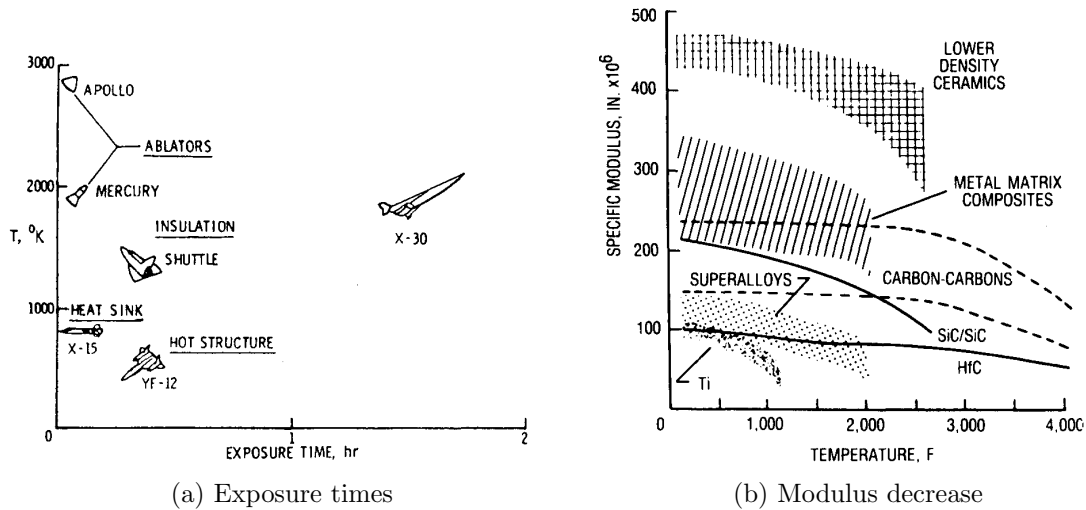 3000
APOLLO
ABLATORS
2000
MERCURY
T, °K
INSULATION
SHUTTLE
X-30
1000
HEAT SINK
X-15
HOT STRUCTURE
YF-12
0
1
2
EXPOSURE TIME, hr
(a) Exposure times
500
LOWER
DENSITY
CERAMICS
400
SPECIFIC MODULUS, IN. x10⁶
300
METAL MATRIX
COMPOSITES
200
SUPERALLOYS
CARBON-CARBONS
100
SiC/SiC
HfC
Ti
0
1,000
2,000
3,000
4,000
TEMPERATURE, F
(b) Modulus decrease